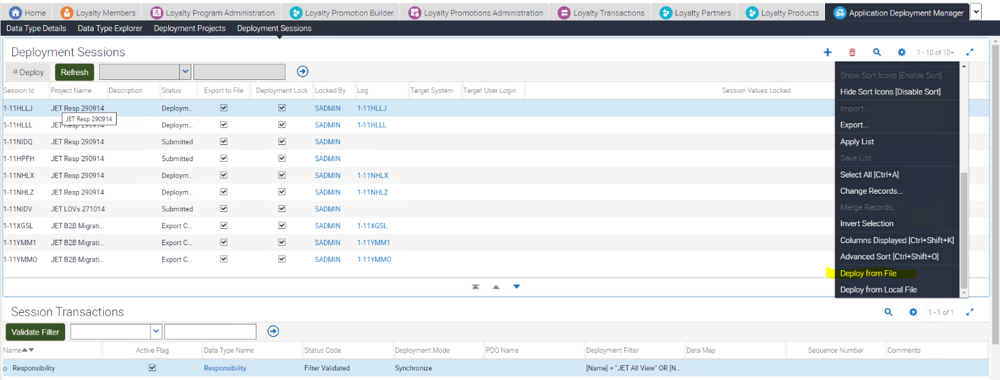 Home Loyalty Members Loyalty Program Administration Loyalty Promotion Builder Loyalty Promotions Administration Loyalty Transactions Loyalty Partners Loyalty Products Application Deployment Manager
Data Type Details Data Type Explorer Deployment Projects Deployment Sessions
Deployment Sessions 1 - 10 of 10+
Deploy Refresh
Session Id Project Name Description Status Export to File Deployment Lock Locked By Log Target System Target User Login Session Values Locked
1-11HLLJ JET Resp 290914 Deploym... SADMIN 1-11HLLJ
JET Resp 290914
1-11HLLL JET Resp 290914 Deploym... SADMIN 1-11HLLL
1-11NIDQ JET Resp 290914 Submitted SADMIN
1-11HPFH JET Resp 290914 Submitted SADMIN
1-11NHLX JET Resp 290914 Deploym... SADMIN 1-11NHLX
1-11NHLZ JET Resp 290914 Deploym... SADMIN 1-11NHLZ
1-11NIDV JET LOVs 271014 Submitted SADMIN
1-11XGSL JET B2B Migrati... Export C... SADMIN 1-11XGSL
1-11YMM1 JET B2B Migrati... Export C... SADMIN 1-11YMM1
1-11YMM0 JET B2B Migrati... Export C... SADMIN 1-11YMM0
Show Sort Icons [Enable Sort]
Hide Sort Icons [Disable Sort]
Import...
Export...
Apply List
Save List
Select All [Ctrl+A]
Change Records...
Merge Records...
Invert Selection
Columns Displayed [Ctrl+Shift+K]
Advanced Sort [Ctrl+Shift+O]
Deploy from File
Deploy from Local File
Session Transactions 1 - 1 of 1
Validate Filter
Name Active Flag Data Type Name Status Code Deployment Mode PDQ Name Deployment Filter Data Map Sequence Number Comments
Responsibility Responsibility Filter Validated Synchronize [Name] = "JET All View" OR [N...